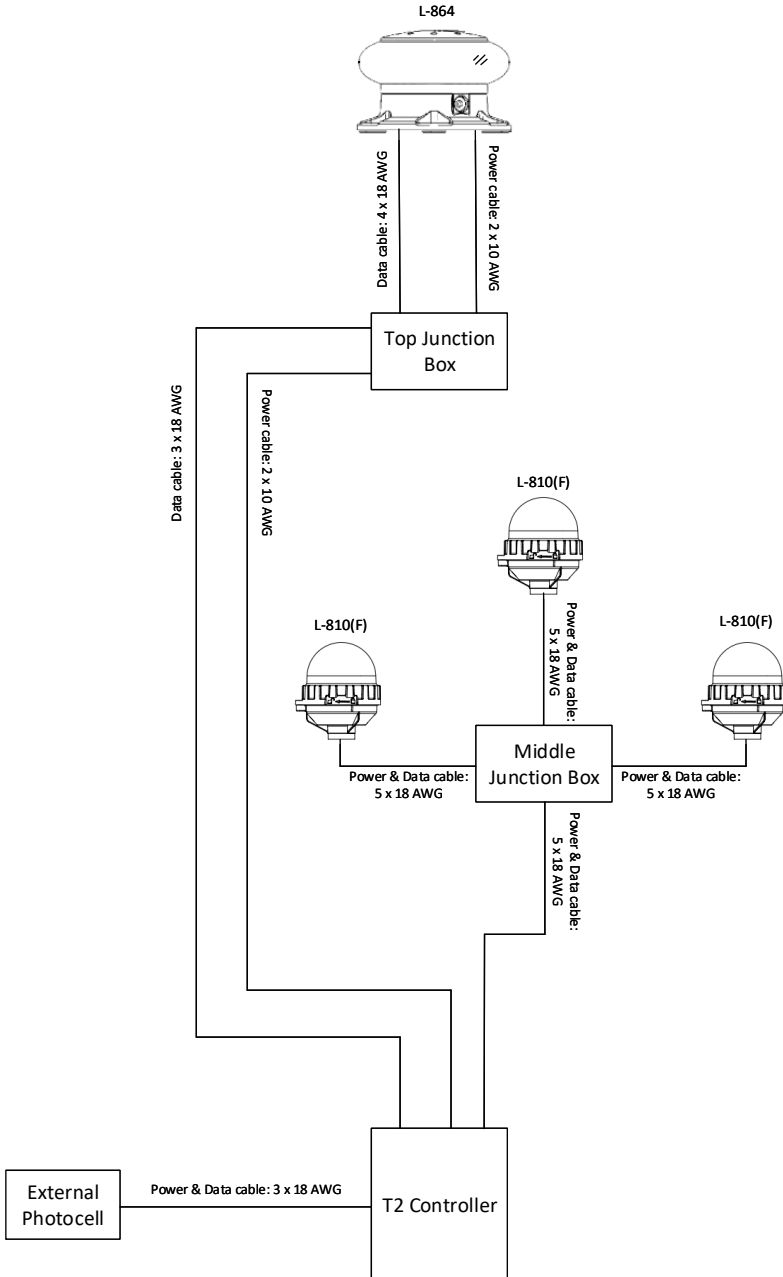 L-864
Data cable: 4 x 18 AWG
Power cable: 2 x 10 AWG
Top Junction
Box
Data cable: 3 x 18 AWG
Power cable: 2 x 10 AWG
L-810(F)
L-810(F)
L-810(F)
Power & Data cable:
5 x 18 AWG
Middle
Junction Box
Power & Data cable:
5 x 18 AWG
Power & Data cable:
5 x 18 AWG
Power & Data cable:
5 x 18 AWG
External
Photocell
Power & Data cable: 3 x 18 AWG
T2 Controller